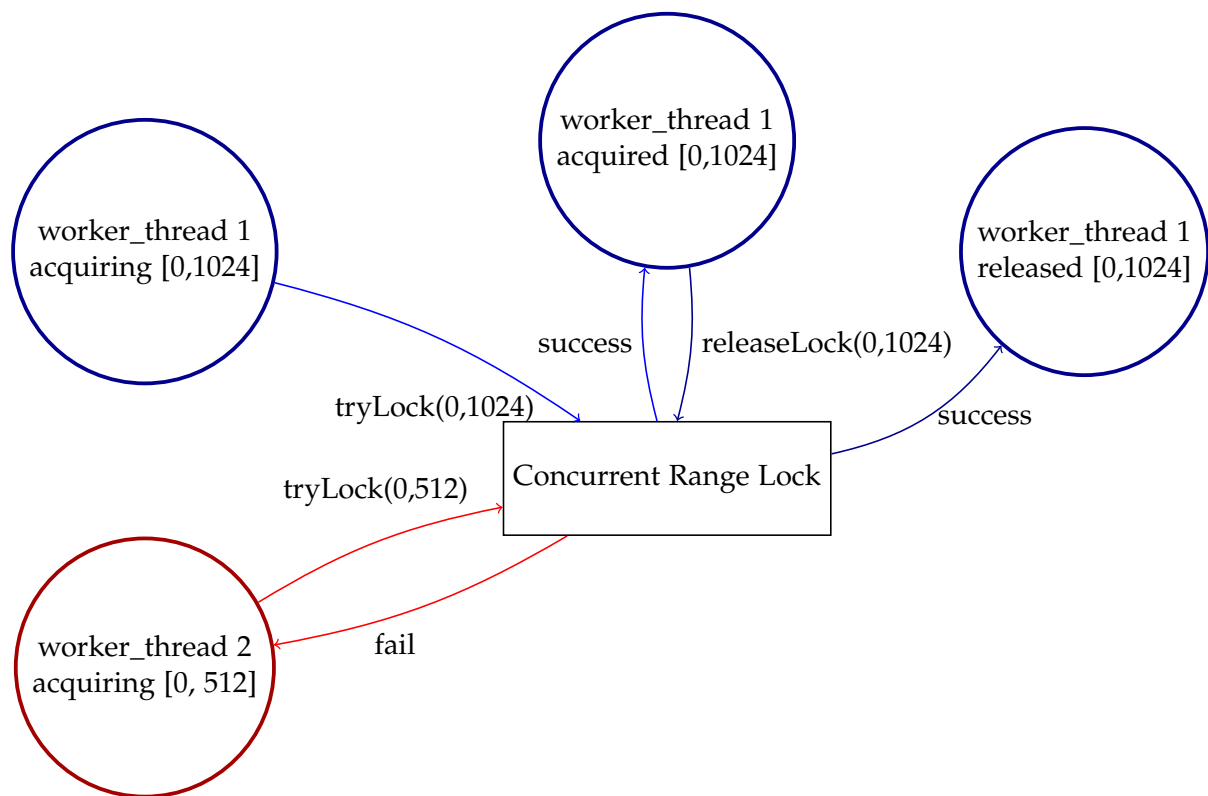 worker_thread 1
acquired [0,1024]
worker_thread 1
acquiring [0,1024]
worker_thread 1
released [0,1024]
success
releaseLock(0,1024)
tryLock(0,1024)
success
Concurrent Range Lock
tryLock(0,512)
fail
worker_thread 2
acquiring [0, 512]